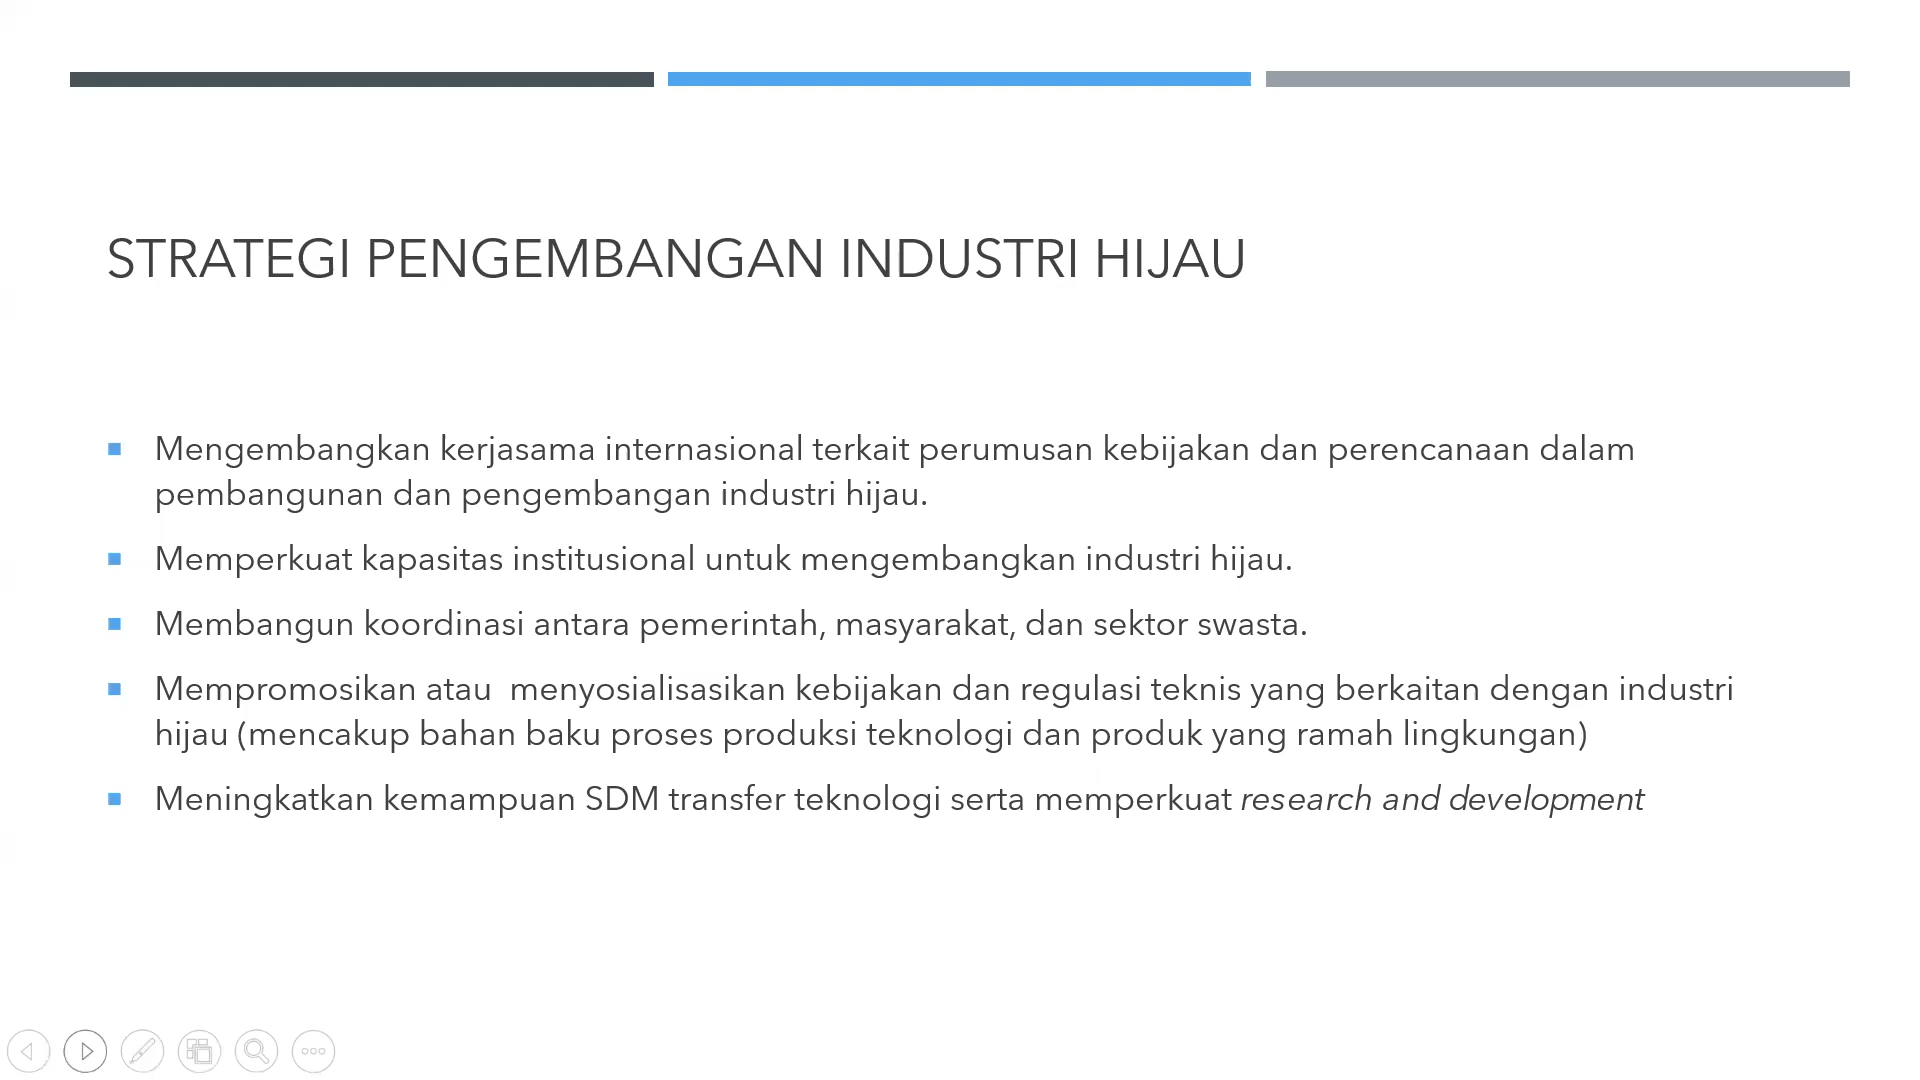 STRATEGI PENGEMBANGAN INDUSTRI HIJAU
Mengembangkan kerjasama internasional terkait perumusan kebijakan dan perencanaan dalam
pembangunan dan pengembangan industri hijau.
Memperkuat kapasitas institusional untuk mengembangkan industri hijau.
Membangun koordinasi antara pemerintah, masyarakat, dan sektor swasta.
Mempromosikan atau  menyosialisasikan kebijakan dan regulasi teknis yang berkaitan dengan industri
hijau (mencakup bahan baku proses produksi teknologi dan produk yang ramah lingkungan)
Meningkatkan kemampuan SDM transfer teknologi serta memperkuat research and development